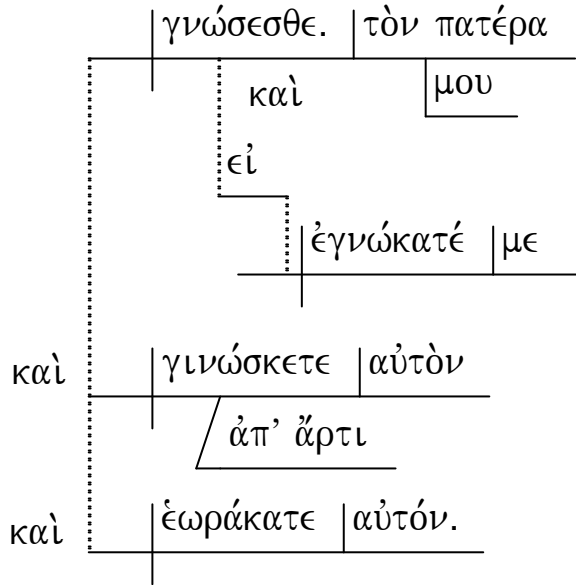 γνώσεσθε. τὸν πατέρα
καὶ μου
εἰ
ἐγνώκατέ με
καὶ γινώσκετε αὐτὸν
ἀπ’ ἄρτι
καὶ ἑωράκατε αὐτόν.